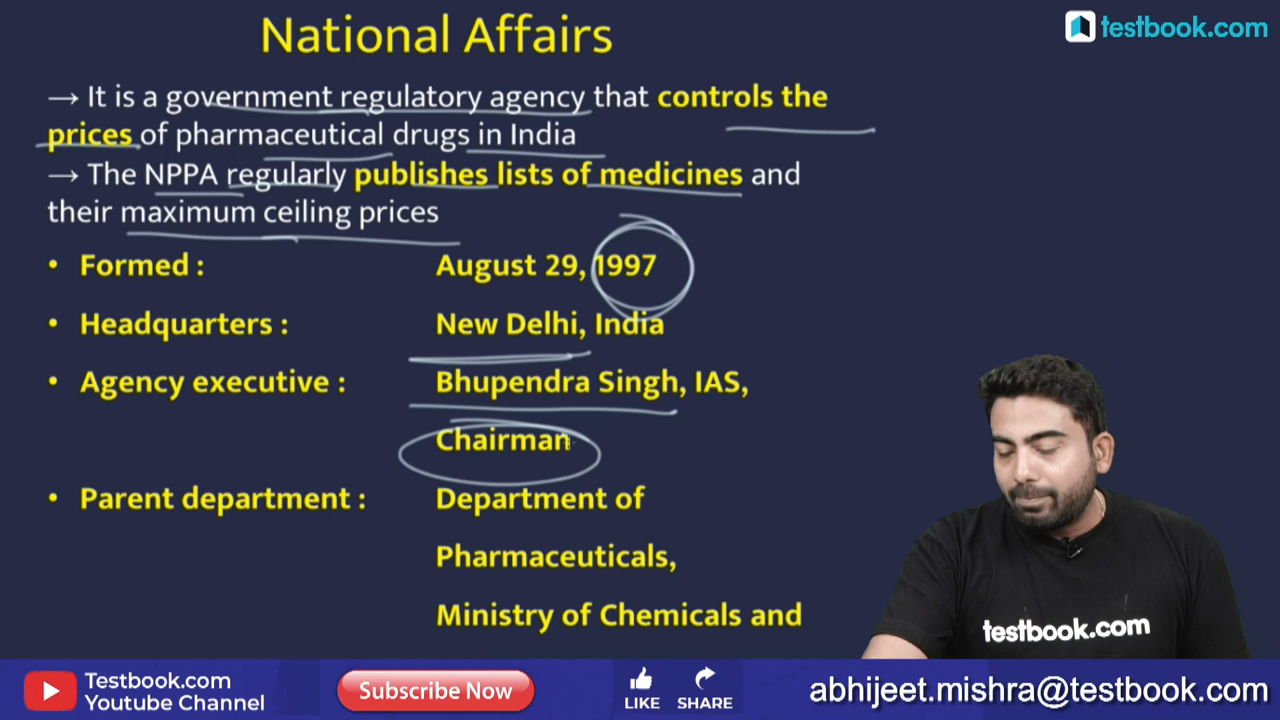 National Affairs
testbook.com
→ It is a government regulatory agency that controls the
prices of pharmaceutical drugs in India
→ The NPPA regularly publishes lists of medicines and
their maximum ceiling prices
• Formed : August 29, 1997
• Headquarters : New Delhi, India
• Agency executive : Bhupendra Singh, IAS,
Chairman
• Parent department : Department of
Pharmaceuticals,
Ministry of Chemicals and
testbook.com
Testbook.com
Youtube Channel
Subscribe Now
LIKE
SHARE
abhijeet.mishra@testbook.com